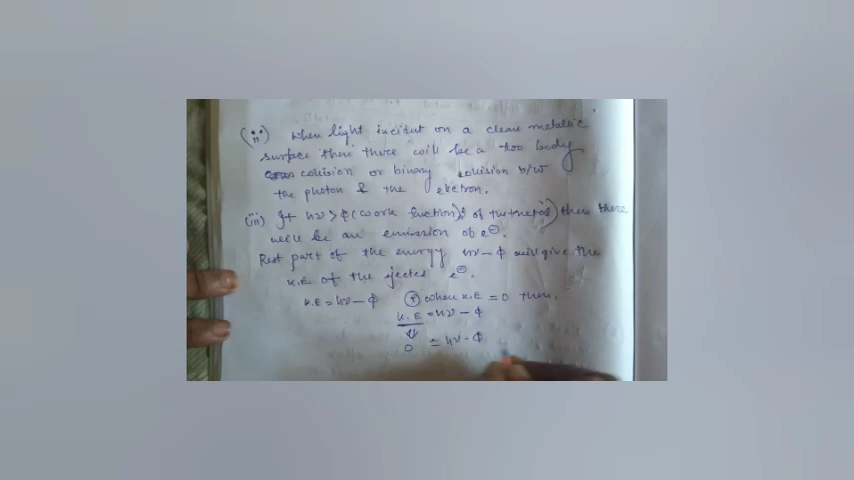 (ii) When light incident on a clean metallic
surface then there will be a two body
collision or binary collision b/w
the photon & the electron.
(iii) If hν > ϕ (work fuction) of the metal) then there
will be an emission of e⊖.
Rest part of the energy hν - ϕ will give the
K.E of the ejected e⊖.
K.E = hν - ϕ (*) when K.E = 0 then,
K.E = hν - ϕ
⇓
0 = hν - ϕ